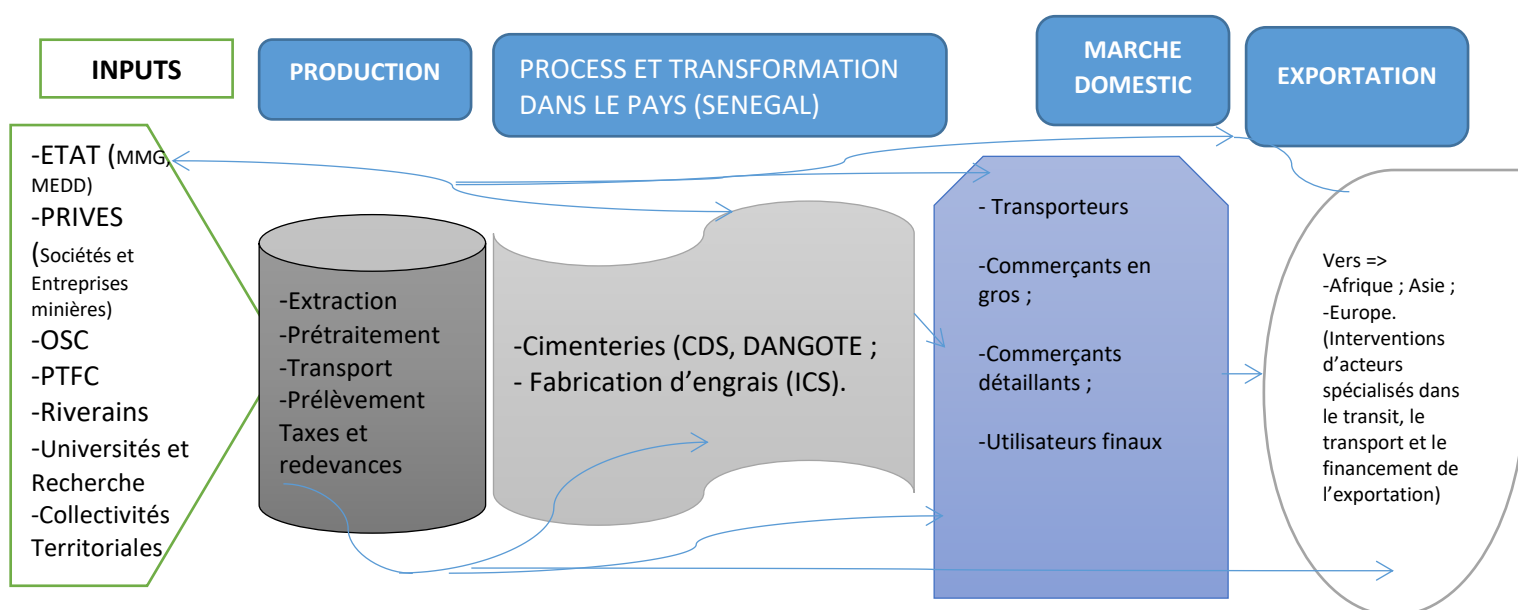 INPUTS
PRODUCTION
PROCESS ET TRANSFORMATION
DANS LE PAYS (SENEGAL)
MARCHE
DOMESTIC
EXPORTATION
-ETAT (MMG,
MEDD)
-PRIVES
(Sociétés et
Entreprises
minières)
-OSC
-PTFC
-Riverains
-Universités et
Recherche
-Collectivités
Territoriales
-Extraction
-Prétraitement
-Transport
-Prélèvement
Taxes et
redevances
-Cimenteries (CDS, DANGOTE ;
- Fabrication d’engrais (ICS).
- Transporteurs
-Commerçants en
gros ;
-Commerçants
détaillants ;
-Utilisateurs finaux
Vers =>
-Afrique ; Asie ;
-Europe.
(Interventions
d’acteurs
spécialisés dans
le transit, le
transport et le
financement de
l’exportation)